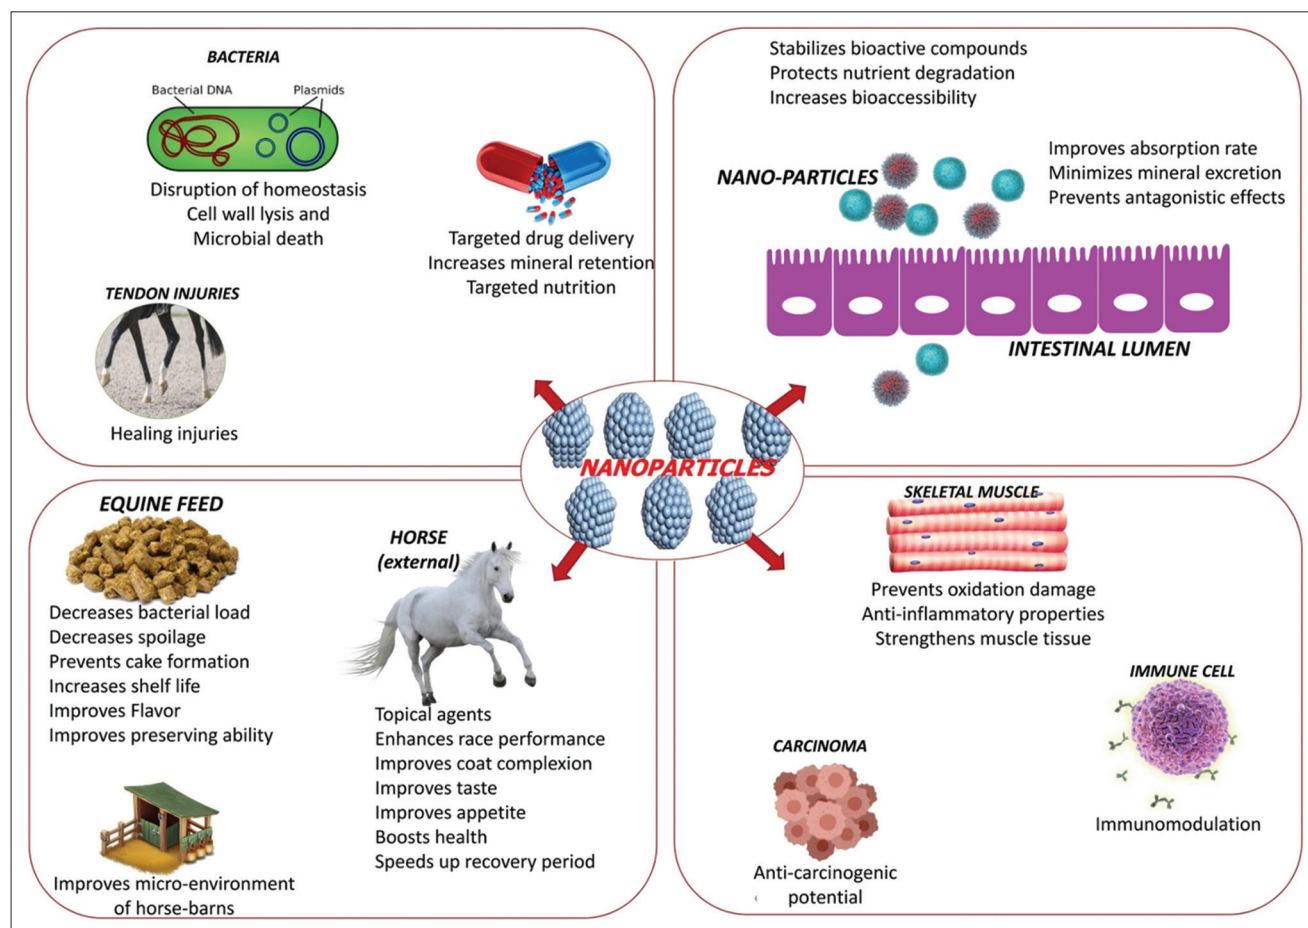 BACTERIA
Bacterial DNA
Plasmids
Disruption of homeostasis
Cell wall lysis and
Microbial death
Targeted drug delivery
Increases mineral retention
Targeted nutrition
TENDON INJURIES
Healing injuries
Stabilizes bioactive compounds
Protects nutrient degradation
Increases bioaccessibility
NANO-PARTICLES
Improves absorption rate
Minimizes mineral excretion
Prevents antagonistic effects
INTESTINAL LUMEN
NANOPARTICLES
EQUINE FEED
Decreases bacterial load
Decreases spoilage
Prevents cake formation
Increases shelf life
Improves Flavor
Improves preserving ability
Improves micro-environment
of horse-barns
HORSE
(external)
Topical agents
Enhances race performance
Improves coat complexion
Improves taste
Improves appetite
Boosts health
Speeds up recovery period
SKELETAL MUSCLE
Prevents oxidation damage
Anti-inflammatory properties
Strengthens muscle tissue
IMMUNE CELL
Immunomodulation
CARCINOMA
Anti-carcinogenic
potential